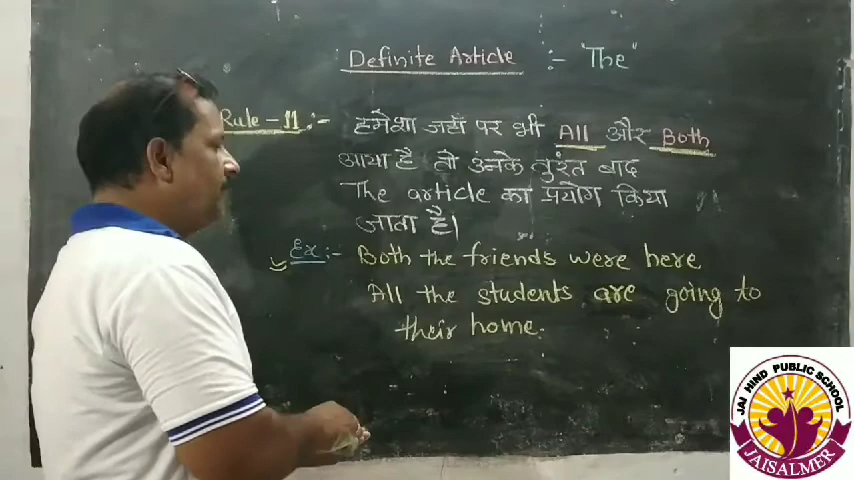 Definite Article :- "The"
Rule-11:- हमेशा जहाँ पर भी All और Both
आया है तो उनके तुरंत बाद
The article का प्रयोग किया
जाता है।
Ex:- Both the friends were here
All the students are going to
their home.
JAI HIND PUBLIC SCHOOL
JAISALMER